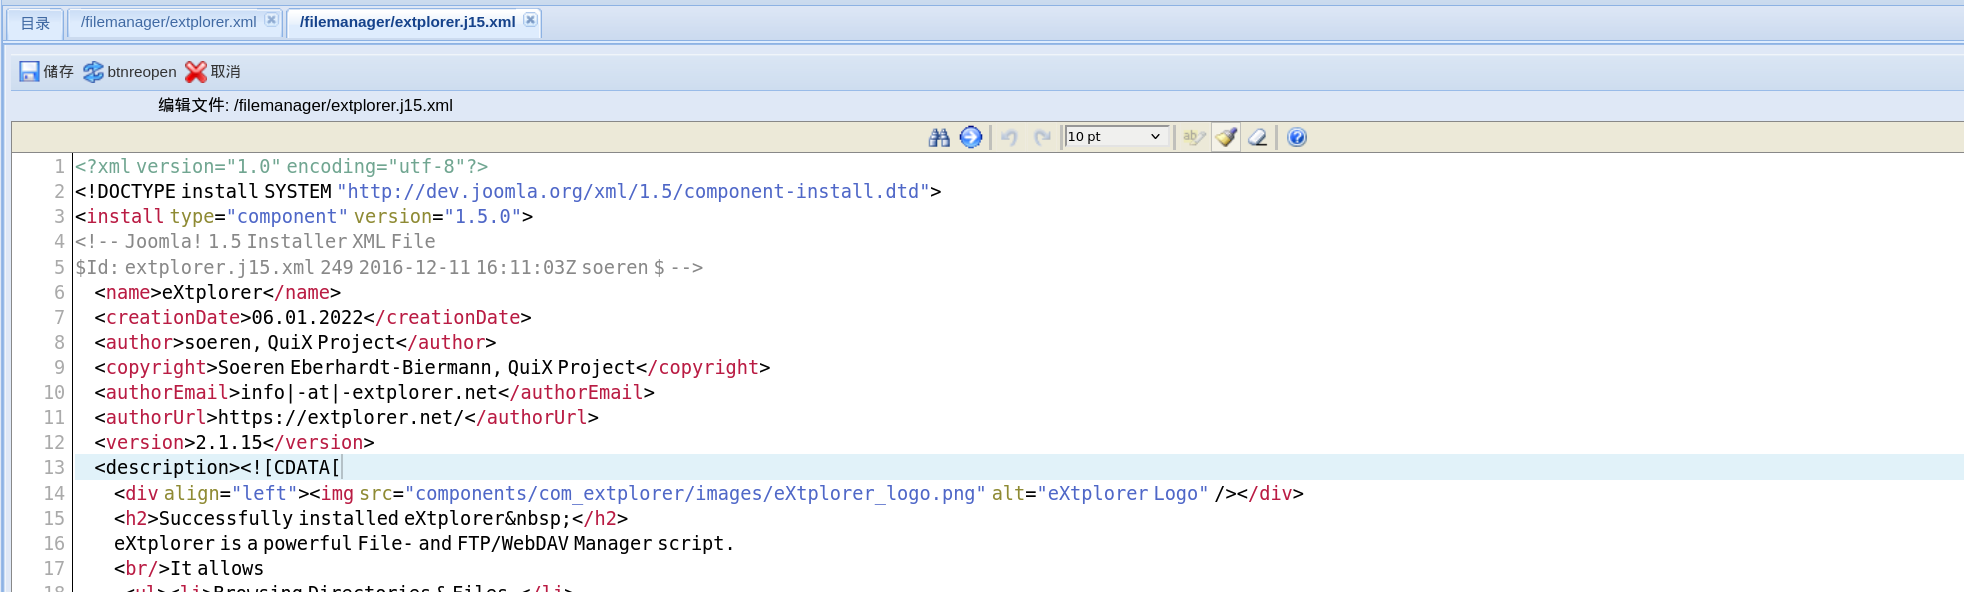 目录 /filemanager/extplorer.xml /filemanager/extplorer.j15.xml
储存 btnreopen 取消
编辑文件: /filemanager/extplorer.j15.xml
10 pt
1 <?xml version="1.0" encoding="utf-8"?>
2 <!DOCTYPE install SYSTEM "http://dev.joomla.org/xml/1.5/component-install.dtd">
3 <install type="component" version="1.5.0">
4 <!-- Joomla! 1.5 Installer XML File
5 $Id: extplorer.j15.xml 249 2016-12-11 16:11:03Z soeren $ -->
6 <name>eXtplorer</name>
7 <creationDate>06.01.2022</creationDate>
8 <author>soeren, QuiX Project</author>
9 <copyright>Soeren Eberhardt-Biermann, QuiX Project</copyright>
10 <authorEmail>info|-at|-extplorer.net</authorEmail>
11 <authorUrl>https://extplorer.net/</authorUrl>
12 <version>2.1.15</version>
13 <description><![CDATA[
14 <div align="left"><img src="components/com_extplorer/images/eXtplorer_logo.png" alt="eXtplorer Logo" /></div>
15 <h2>Successfully installed eXtplorer&nbsp;</h2>
16 eXtplorer is a powerful File- and FTP/WebDAV Manager script.
17 <br/>It allows
18 <ul><li>Browsing Directories & Files,</li>